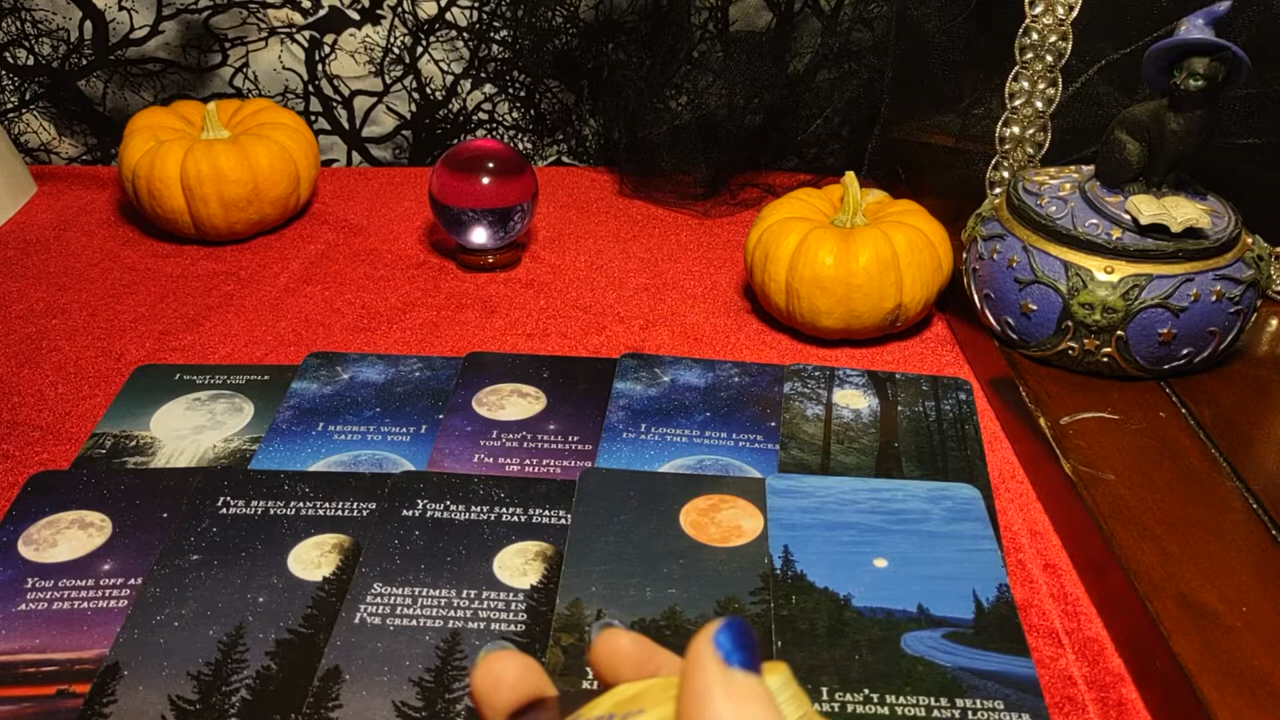 I WANT TO CUDDLE
WITH YOU
I REGRET WHAT I
SAID TO YOU
I CAN'T TELL IF
YOU'RE INTERESTED
I'M BAD AT PICKING
UP HINTS
I LOOKED FOR LOVE
IN ALL THE WRONG PLACES
YOU COME OFF AS
UNINTERESTED
AND DETACHED
I'VE BEEN FANTASIZING
ABOUT YOU SEXUALLY
YOU'RE MY SAFE SPACE,
MY FREQUENT DAY DREA
SOMETIMES IT FEELS
EASIER JUST TO LIVE IN
THIS IMAGINARY WORLD
I'VE CREATED IN MY HEAD
I CAN'T HANDLE BEING
ART FROM YOU ANY LONGER